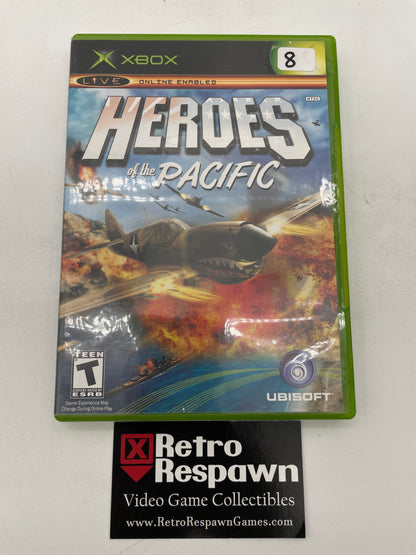 XBOX
8
LIVE ONLINE ENABLED
NTSC
HEROES
of the PACIFIC
TEEN
T
CONTENT RATED BY
ESRB
Game Experience May
Change During Online Play
UBISOFT
Retro
Respawn
Video Game Collectibles
www.RetroRespawnGames.com